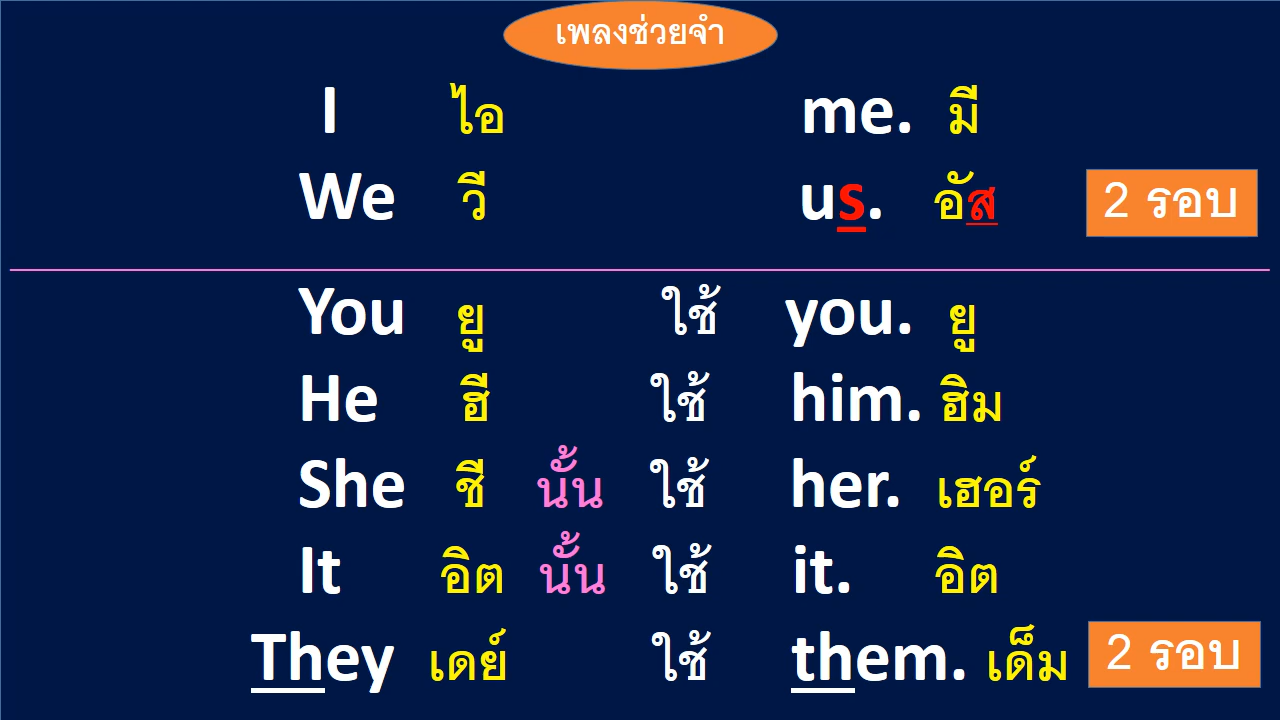 เพลงช่วยจำ
I ไอ me. มี
We วี us. อัส 2 รอบ
You ยู ใช้ you. ยู
He ฮี ใช้ him. ฮิม
She ชี นั้น ใช้ her. เฮอร์
It อิต นั้น ใช้ it. อิต
They เดย์ ใช้ them. เด็ม 2 รอบ